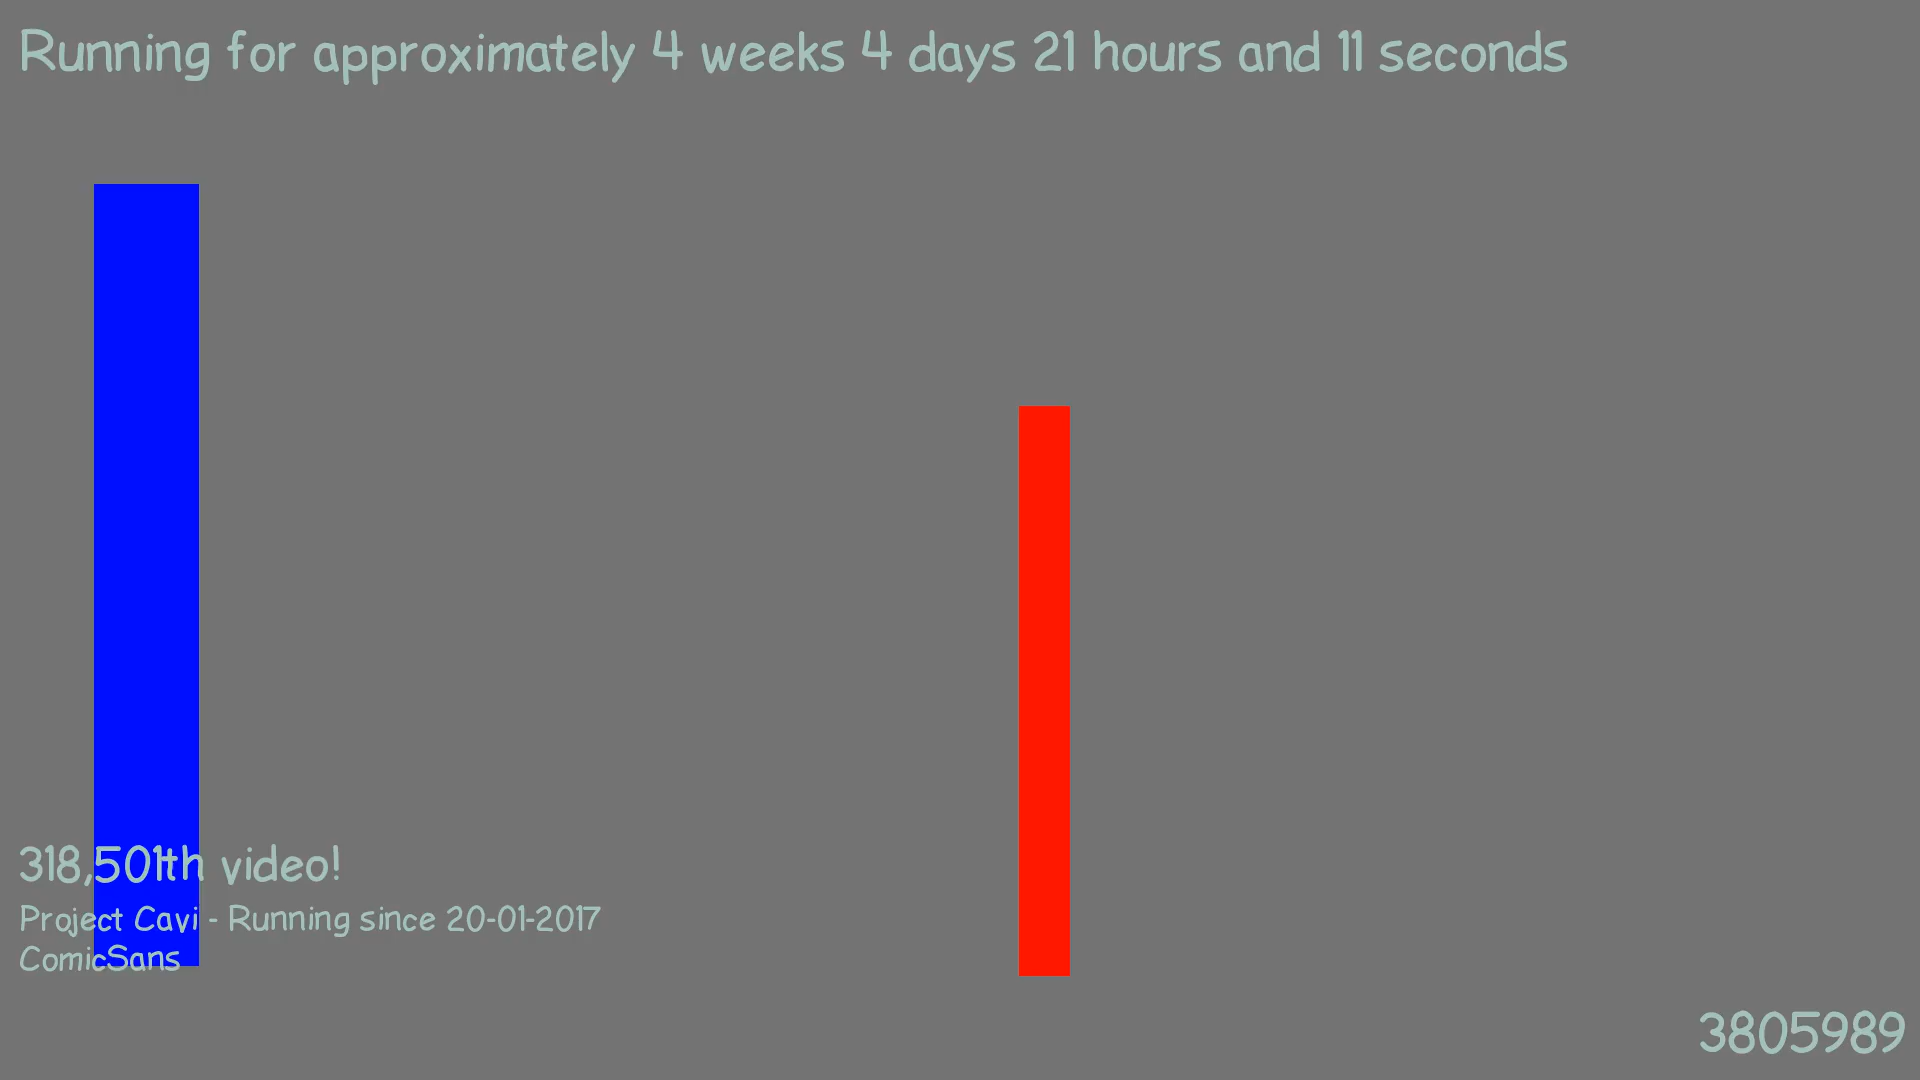 Running for approximately 4 weeks 4 days 21 hours and 11 seconds
318,501th video!
Project Cavi - Running since 20-01-2017
ComicSans
3805989